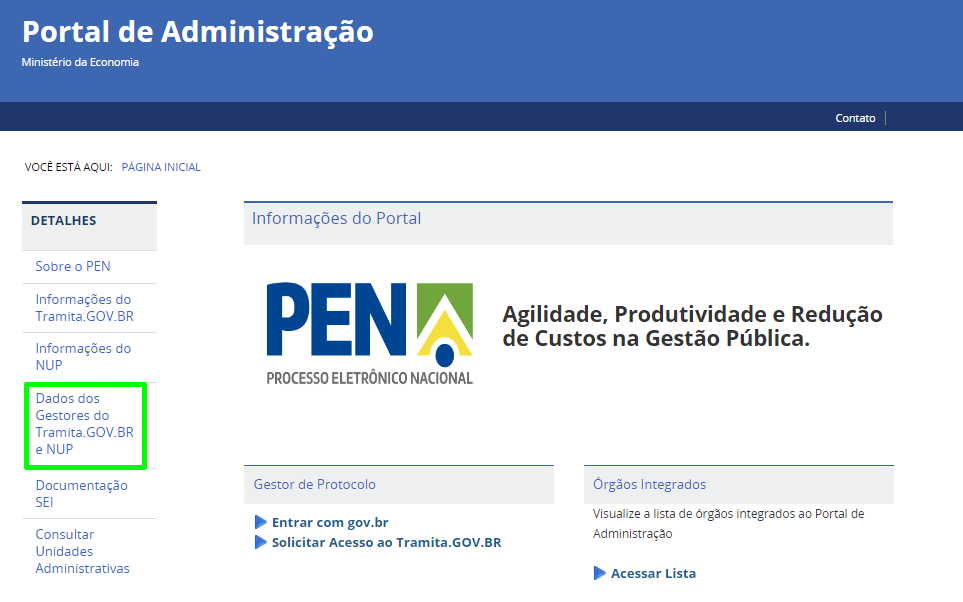 Portal de Administração
Ministério da Economia
Contato
VOCÊ ESTÁ AQUI: PÁGINA INICIAL
DETALHES
Sobre o PEN
Informações do
Tramita.GOV.BR
Informações do
NUP
Dados dos
Gestores do
Tramita.GOV.BR
e NUP
Documentação
SEI
Consultar
Unidades
Administrativas
Informações do Portal
PEN
PROCESSO ELETRÔNICO NACIONAL
Agilidade, Produtividade e Redução
de Custos na Gestão Pública.
Gestor de Protocolo
Entrar com gov.br
Solicitar Acesso ao Tramita.GOV.BR
Órgãos Integrados
Visualize a lista de órgãos integrados ao Portal de
Administração
Acessar Lista